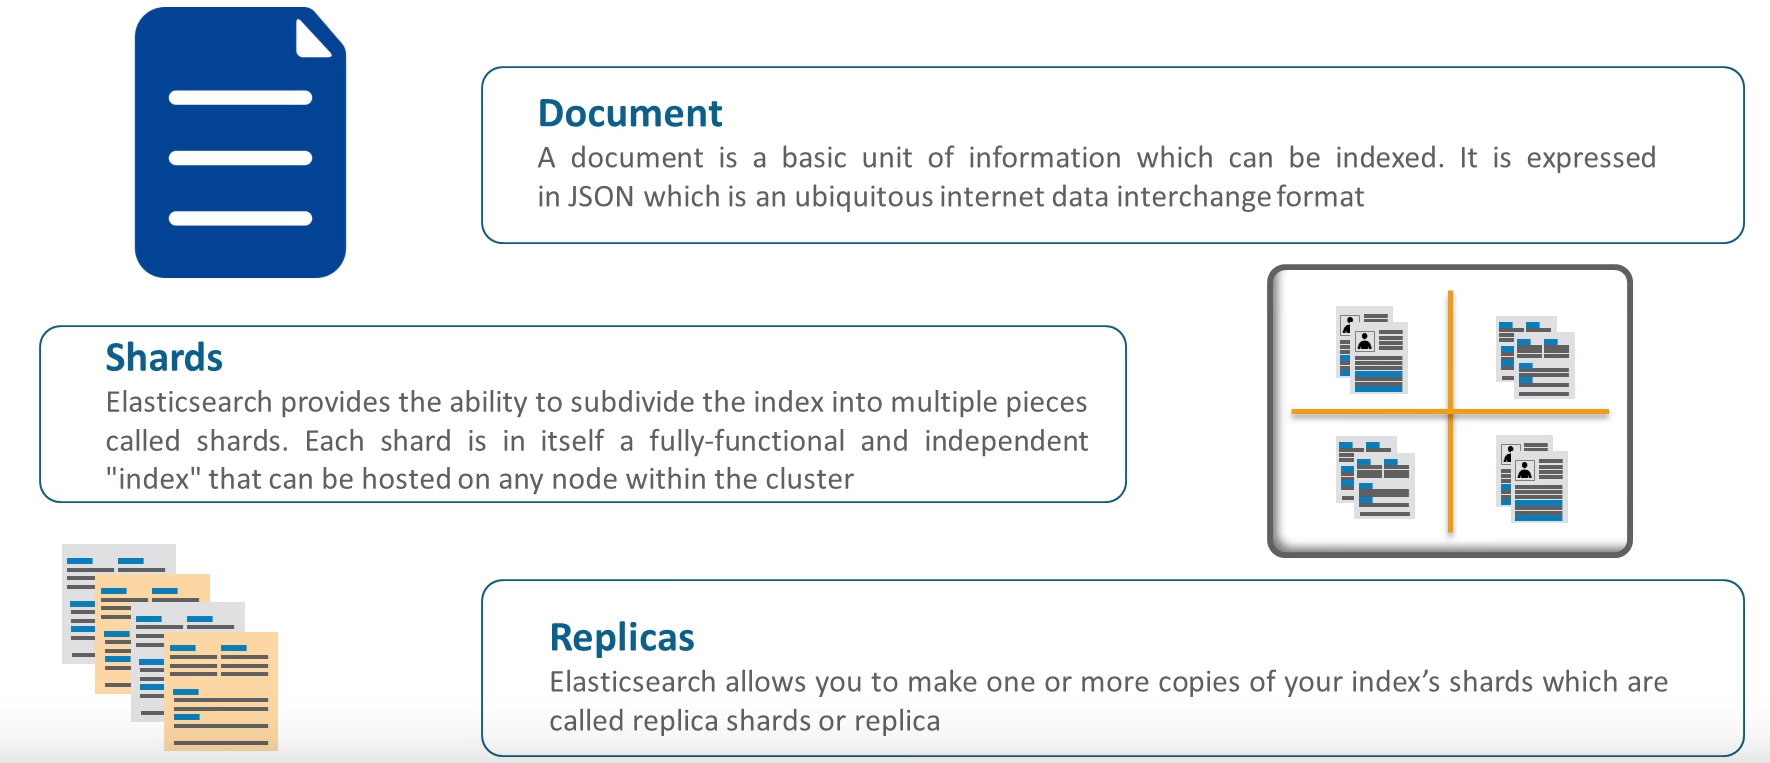 Document
A document is a basic unit of information which can be indexed. It is expressed
in JSON which is an ubiquitous internet data interchange format
Shards
Elasticsearch provides the ability to subdivide the index into multiple pieces
called shards. Each shard is in itself a fully-functional and independent
"index" that can be hosted on any node within the cluster
Replicas
Elasticsearch allows you to make one or more copies of your index’s shards which are
called replica shards or replica